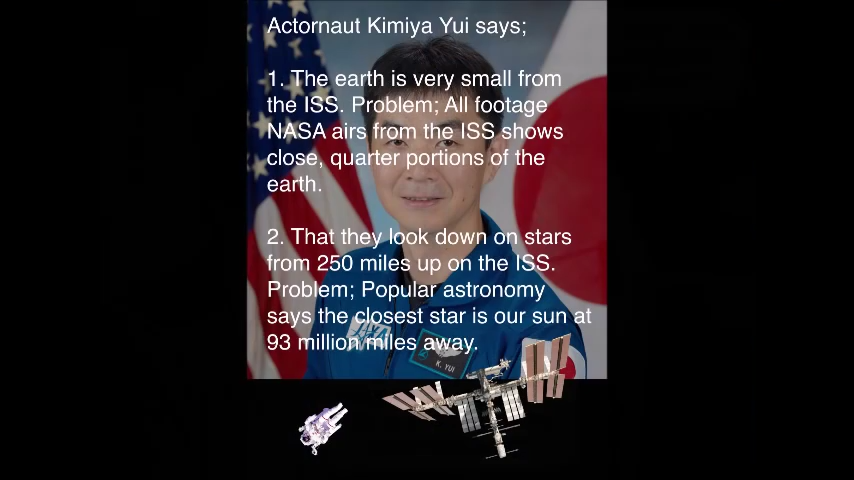 Actornaut Kimiya Yui says;
1. The earth is very small from
the ISS. Problem; All footage
NASA airs from the ISS shows
close, quarter portions of the
earth.
2. That they look down on stars
from 250 miles up on the ISS.
Problem; Popular astronomy
says the closest star is our sun at
93 million miles away.
K. YUI